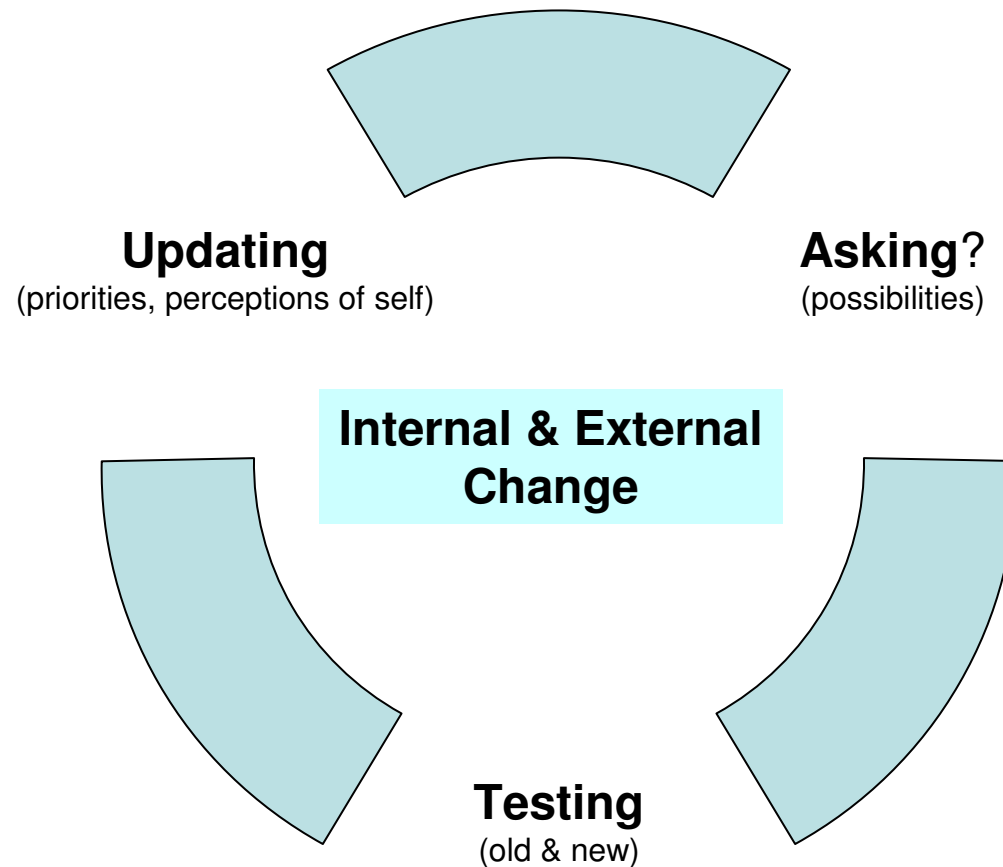 Updating
(priorities, perceptions of self)
Asking?
(possibilities)
Internal & External
Change
Testing
(old & new)